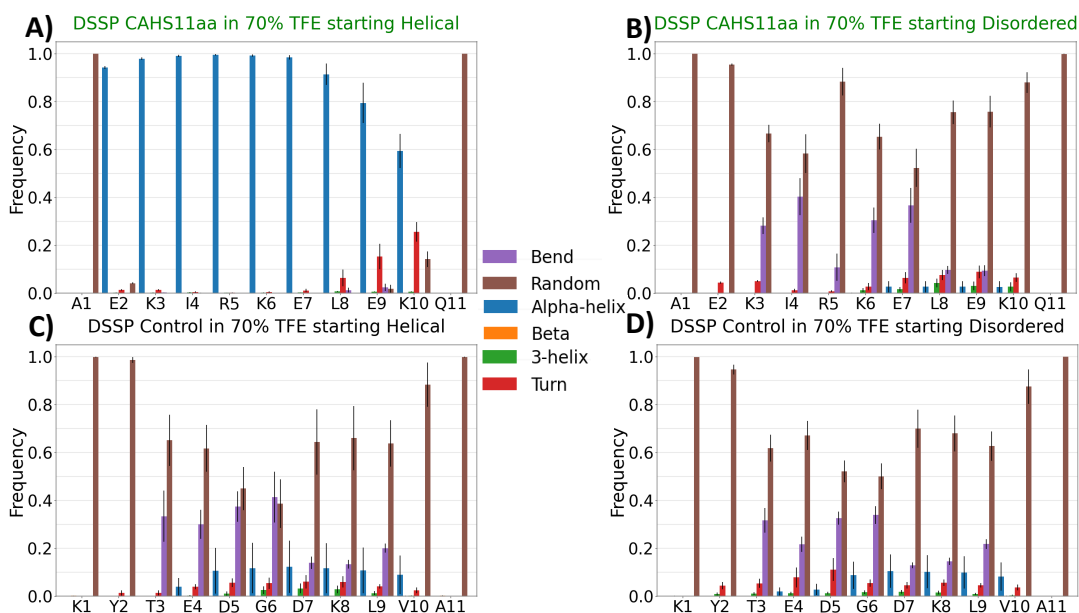 A)
DSSP CAHS11aa in 70% TFE starting Helical
1.0
0.8
0.6
0.4
0.2
0.0
Frequency
A1 E2 K3 I4 R5 K6 E7 L8 E9 K10 Q11
B)
DSSP CAHS11aa in 70% TFE starting Disordered
1.0
0.8
0.6
0.4
0.2
0.0
Frequency
A1 E2 K3 I4 R5 K6 E7 L8 E9 K10 Q11
Bend
Random
Alpha-helix
Beta
3-helix
Turn
C)
DSSP Control in 70% TFE starting Helical
1.0
0.8
0.6
0.4
0.2
0.0
Frequency
K1 Y2 T3 E4 D5 G6 D7 K8 L9 V10 A11
D)
DSSP Control in 70% TFE starting Disordered
1.0
0.8
0.6
0.4
0.2
0.0
Frequency
K1 Y2 T3 E4 D5 G6 D7 K8 L9 V10 A11